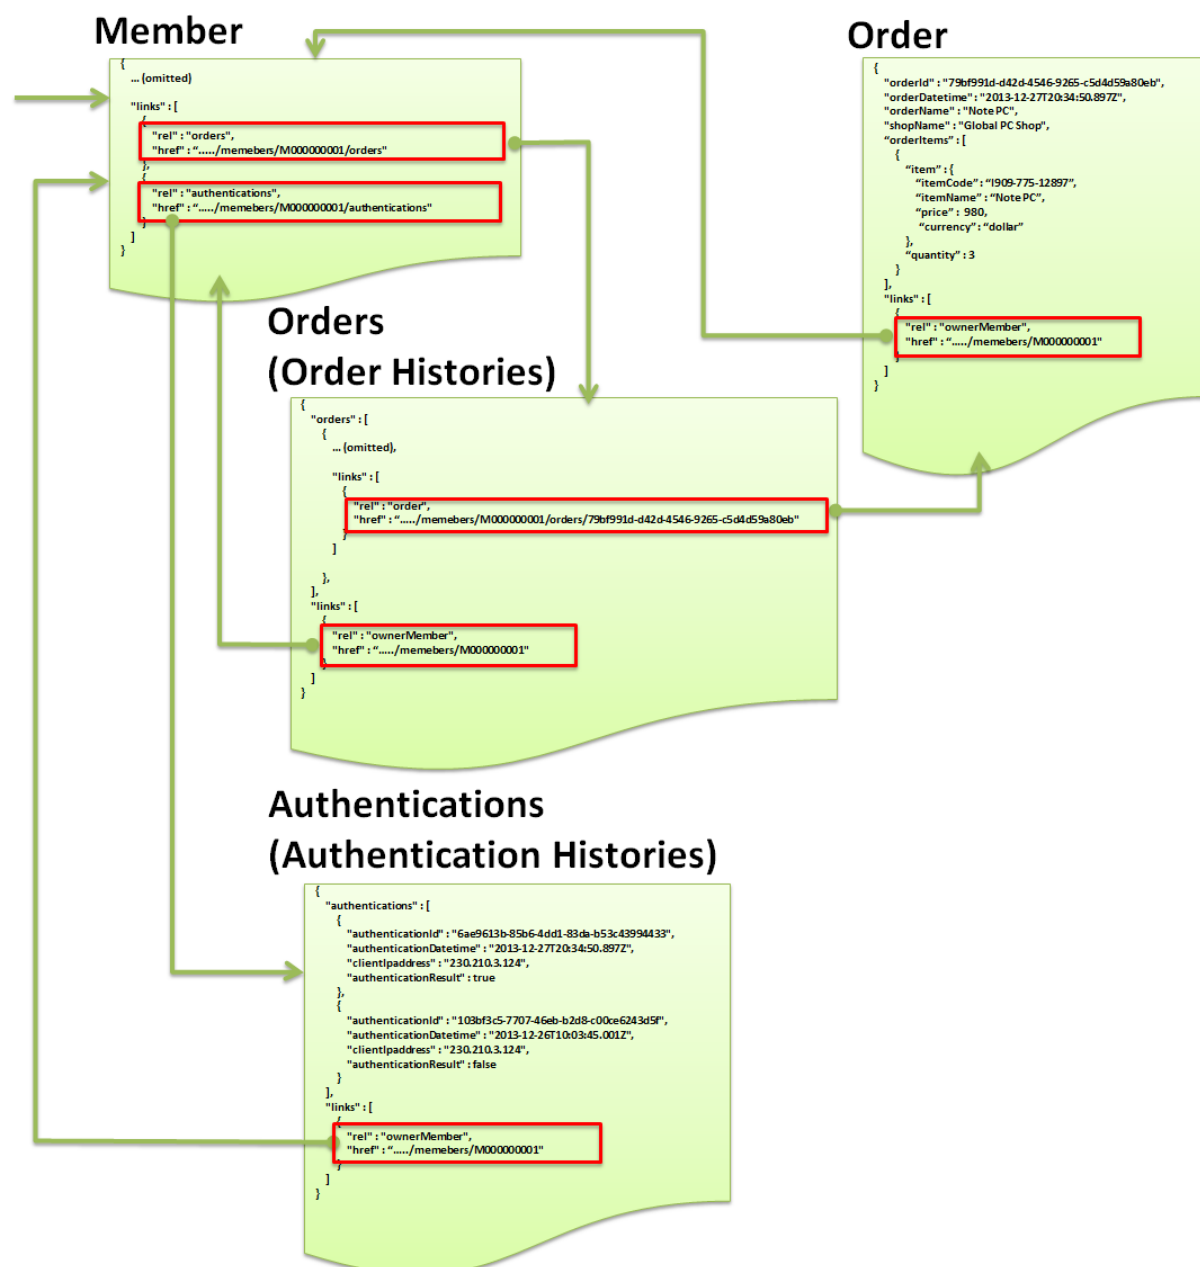 Member
{
... (omitted)
"links" : [
{
"rel" : "orders",
"href" : “...../memebers/M000000001/orders"
},
{
"rel" : "authentications",
"href" : “...../memebers/M000000001/authentications"
}
]
}
Order
{
"orderId" : "79bf991d-d42d-4546-9265-c5d4d59a80eb",
"orderDatetime" : "2013-12-27T20:34:50.897Z",
"orderName" : "Note PC",
"shopName" : "Global PC Shop",
“orderItems" : [
{
“item” : {
“itemCode” : “I909-775-12897”,
“itemName” : “Note PC”,
“price” : 980,
“currency” : “dollar”
},
“quantity” : 3
}
],
"links" : [
{
"rel" : "ownerMember",
"href" : “...../memebers/M000000001"
}
]
}
Orders
(Order Histories)
{
"orders" : [
{
... (omitted),
"links" : [
{
"rel" : "order",
"href" : “...../memebers/M000000001/orders/79bf991d-d42d-4546-9265-c5d4d59a80eb"
}
]
},
],
"links" : [
{
"rel" : "ownerMember",
"href" : “...../memebers/M000000001"
}
]
}
Authentications
(Authentication Histories)
{
"authentications" : [
{
"authenticationId" : "6ae9613b-85b6-4dd1-83da-b53c43994433",
"authenticationDatetime" : "2013-12-27T20:34:50.897Z",
"clientIpaddress" : "230.210.3.124",
"authenticationResult" : true
},
{
"authenticationId" : "103bf3c5-7707-46eb-b2d8-c00ce6243d5f",
"authenticationDatetime" : "2013-12-26T10:03:45.001Z",
"clientIpaddress" : "230.210.3.124",
"authenticationResult" : false
}
],
"links" : [
{
"rel" : "ownerMember",
"href" : “...../memebers/M000000001"
}
]
}